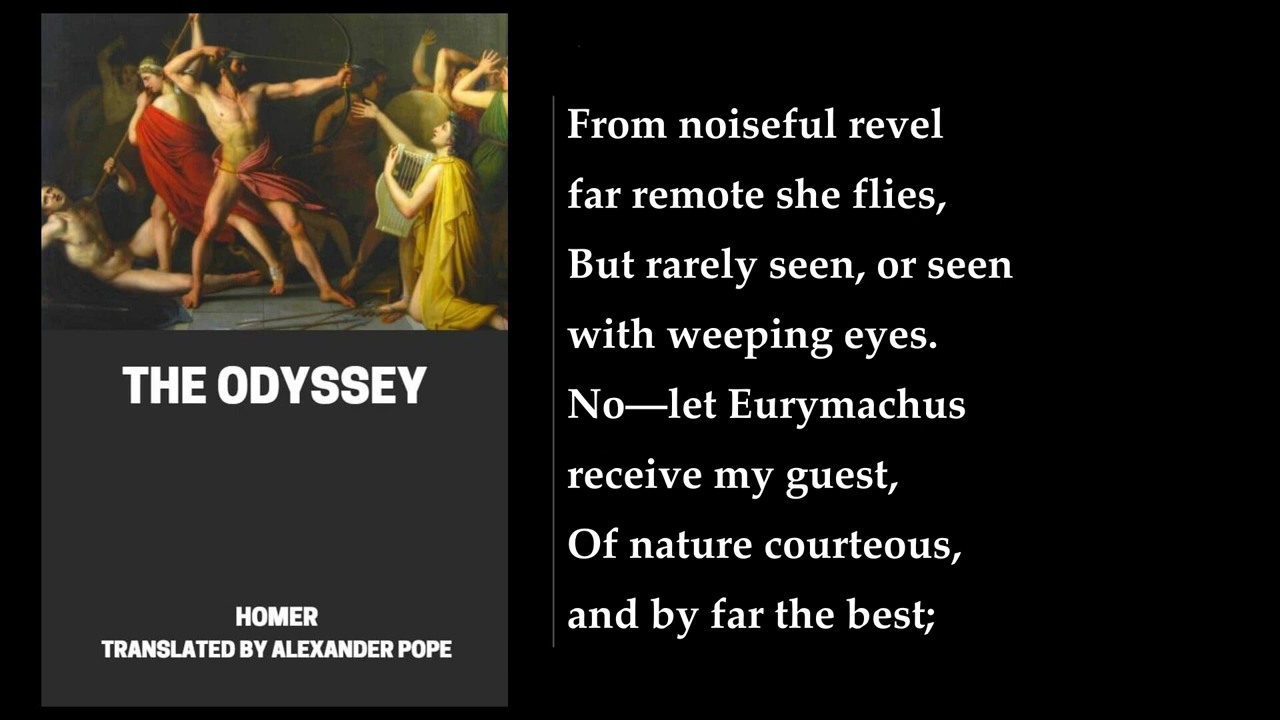 THE ODYSSEY
HOMER
TRANSLATED BY ALEXANDER POPE
From noiseful revel
far remote she flies,
But rarely seen, or seen
with weeping eyes.
No—let Eurymachus
receive my guest,
Of nature courteous,
and by far the best;